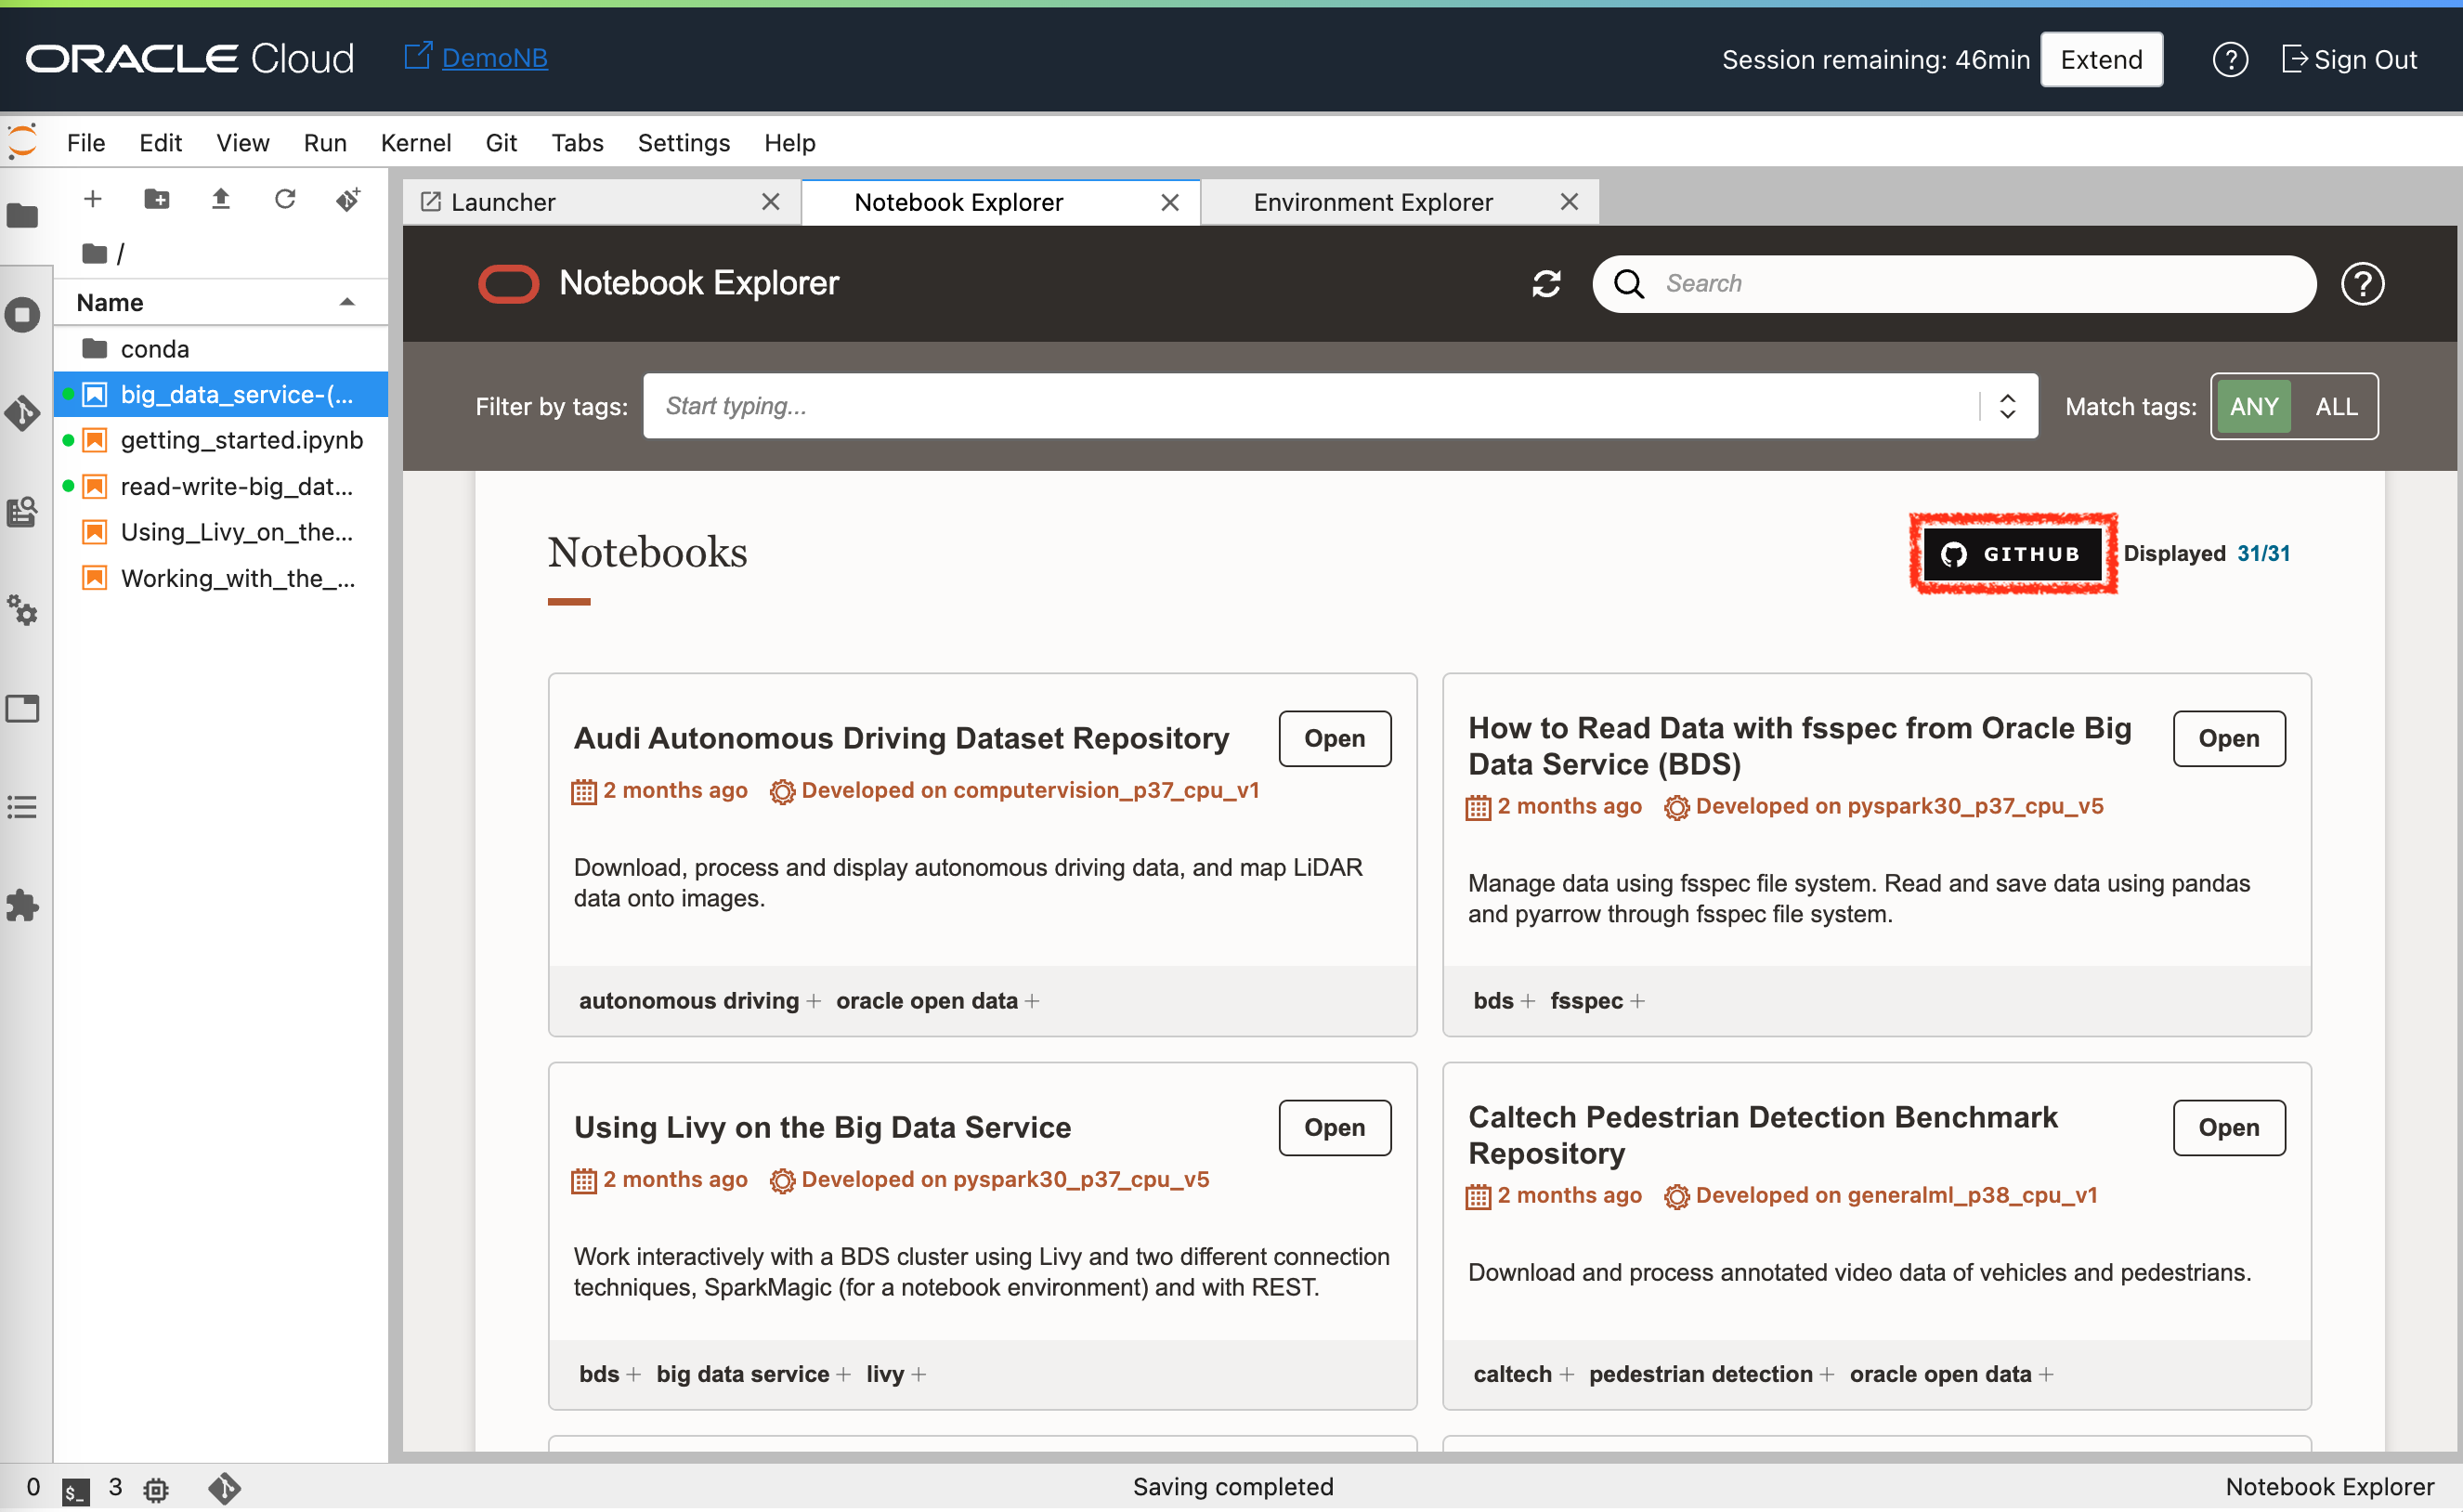 ORACLE Cloud
DemoNB
Session remaining: 46min
Extend
Sign Out
File Edit View Run Kernel Git Tabs Settings Help
Launcher
Notebook Explorer
Environment Explorer
/
Name
conda
big_data_service-(...
getting_started.ipynb
read-write-big_dat...
Using_Livy_on_the...
Working_with_the_...
Notebook Explorer
Search
Filter by tags:
Start typing...
Match tags:
ANY
ALL
Notebooks
GITHUB
Displayed 31/31
Audi Autonomous Driving Dataset Repository
Open
2 months ago
Developed on computervision_p37_cpu_v1
Download, process and display autonomous driving data, and map LiDAR
data onto images.
autonomous driving + oracle open data +
How to Read Data with fsspec from Oracle Big
Data Service (BDS)
Open
2 months ago
Developed on pyspark30_p37_cpu_v5
Manage data using fsspec file system. Read and save data using pandas
and pyarrow through fsspec file system.
bds + fsspec +
Using Livy on the Big Data Service
Open
2 months ago
Developed on pyspark30_p37_cpu_v5
Work interactively with a BDS cluster using Livy and two different connection
techniques, SparkMagic (for a notebook environment) and with REST.
bds + big data service + livy +
Caltech Pedestrian Detection Benchmark
Repository
Open
2 months ago
Developed on generalml_p38_cpu_v1
Download and process annotated video data of vehicles and pedestrians.
caltech + pedestrian detection + oracle open data +
0 $_ 3
Saving completed
Notebook Explorer